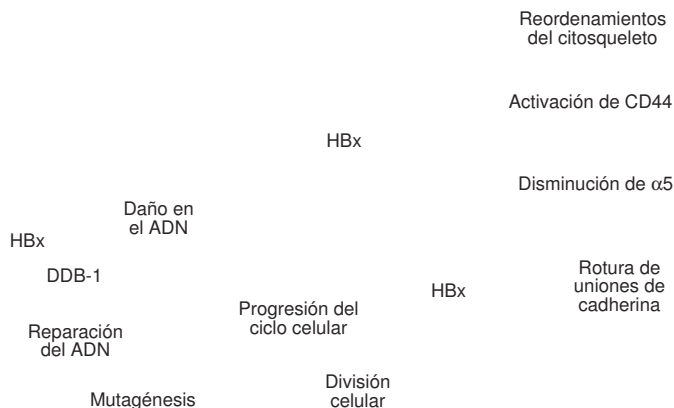 Reordenamientos
del citosqueleto
Activación de CD44
HBx
Disminución de α5
Daño en
el ADN
HBx
DDB-1
Rotura de
uniones de
cadherina
HBx
Progresión del
ciclo celular
Reparación
del ADN
División
celular
Mutagénesis